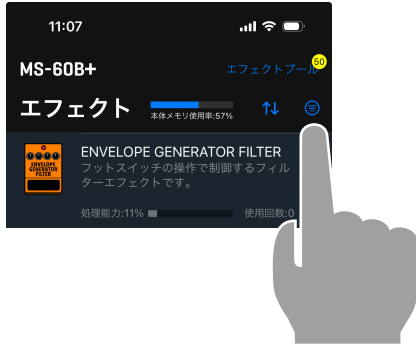 11:07
MS-60B+
エフェクトプール
50
エフェクト
本体メモリ使用率:57%
ENVELOPE GENERATOR FILTER
フットスイッチの操作で制御するフィル
ターエフェクトです。
ENVELOPE
GENERATOR
FILTER
処理能力:11%
使用回数:0